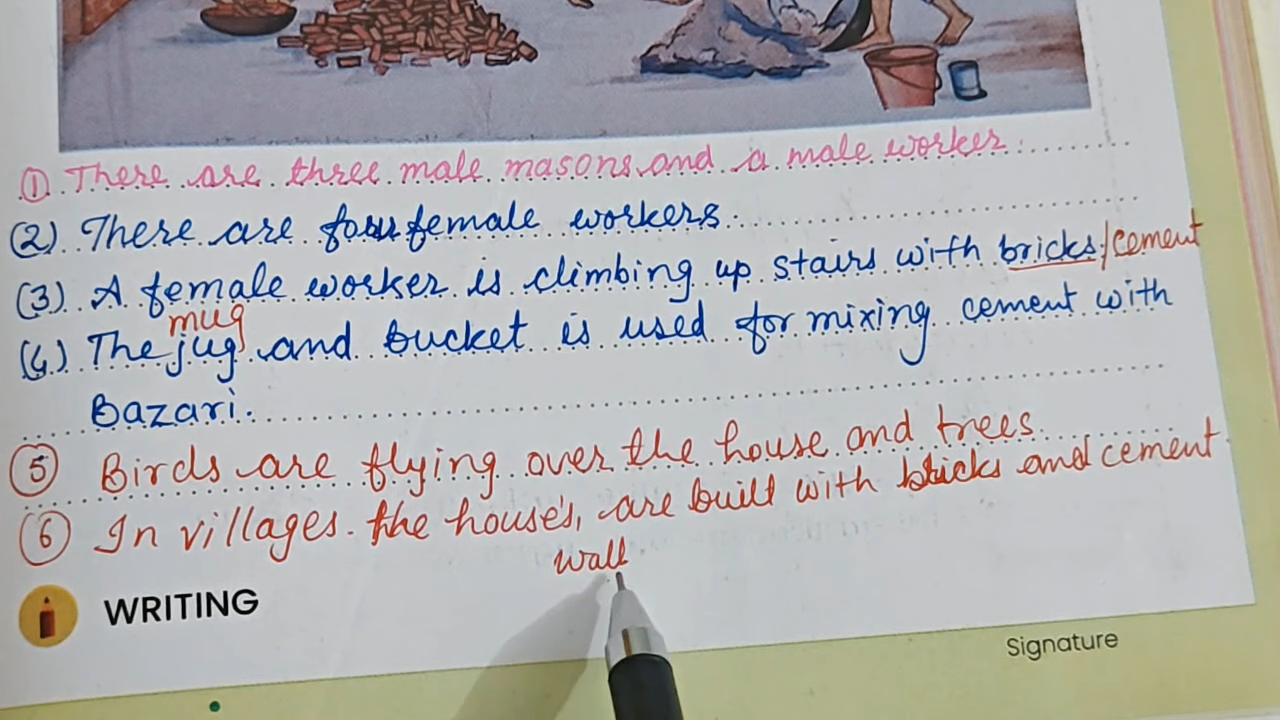 ① There are three male masons and a male worker.
(2) There are four female workers.
(3) A female worker is climbing up stairs with bricks/cement
mug
(4) The jug and bucket is used for mixing cement with
Bazari.
⑤ Birds are flying over the house and trees.
⑥ In villages the house's, are built with bricks and cement
wall
WRITING
Signature